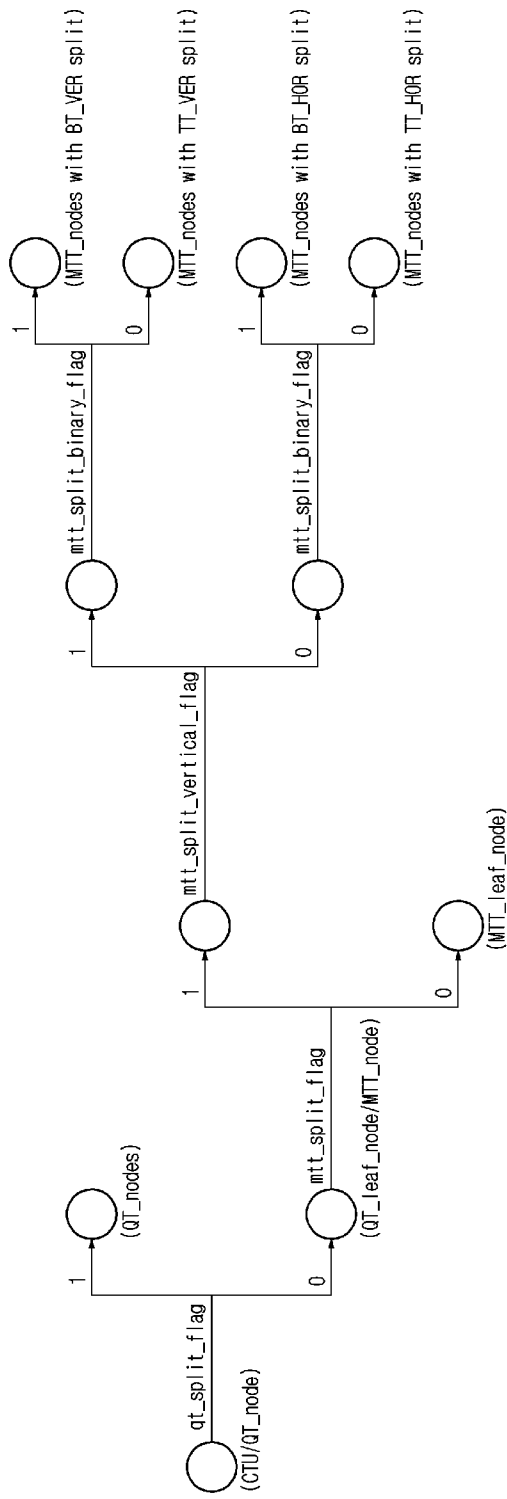 (CTU/QT_node)
qt_split_flag
1
(QT_nodes)
0
(QT_leaf_node/MTT_node)
mtt_split_flag
1
0
(MTT_leaf_node)
mtt_split_vertical_flag
1
0
mtt_split_binary_flag
1
(MTT_nodes with BT_VER split)
0
(MTT_nodes with TT_VER split)
mtt_split_binary_flag
1
(MTT_nodes with BT_HOR split)
0
(MTT_nodes with TT_HOR split)